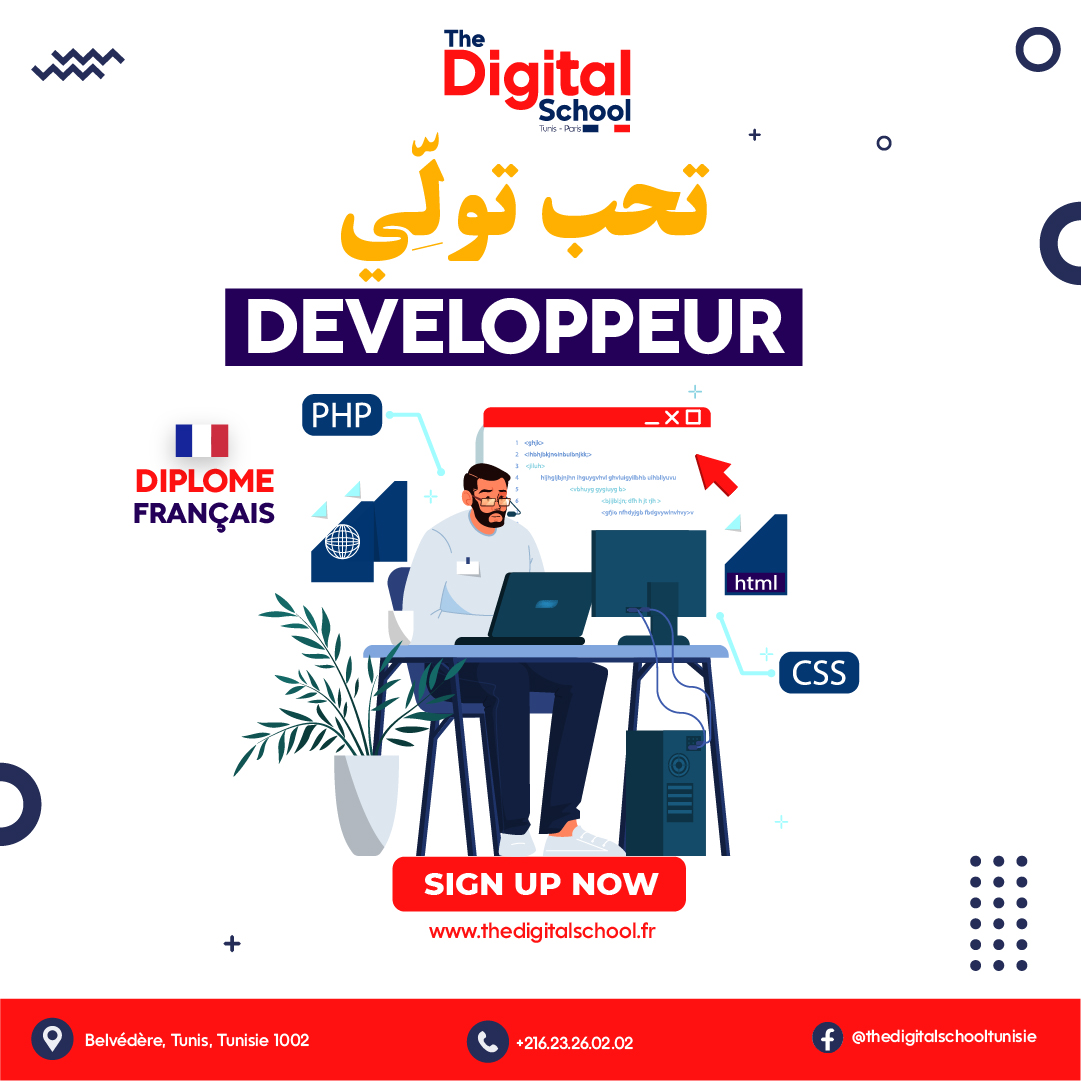 The
Digital
School
Tunis - Paris
تحب تولِّي
DEVELOPPEUR
PHP
DIPLOME
FRANÇAIS
html
CSS
SIGN UP NOW
www.thedigitalschool.fr
Belvédère, Tunis, Tunisie 1002
+216.23.26.02.02
@thedigitalschooltunisie